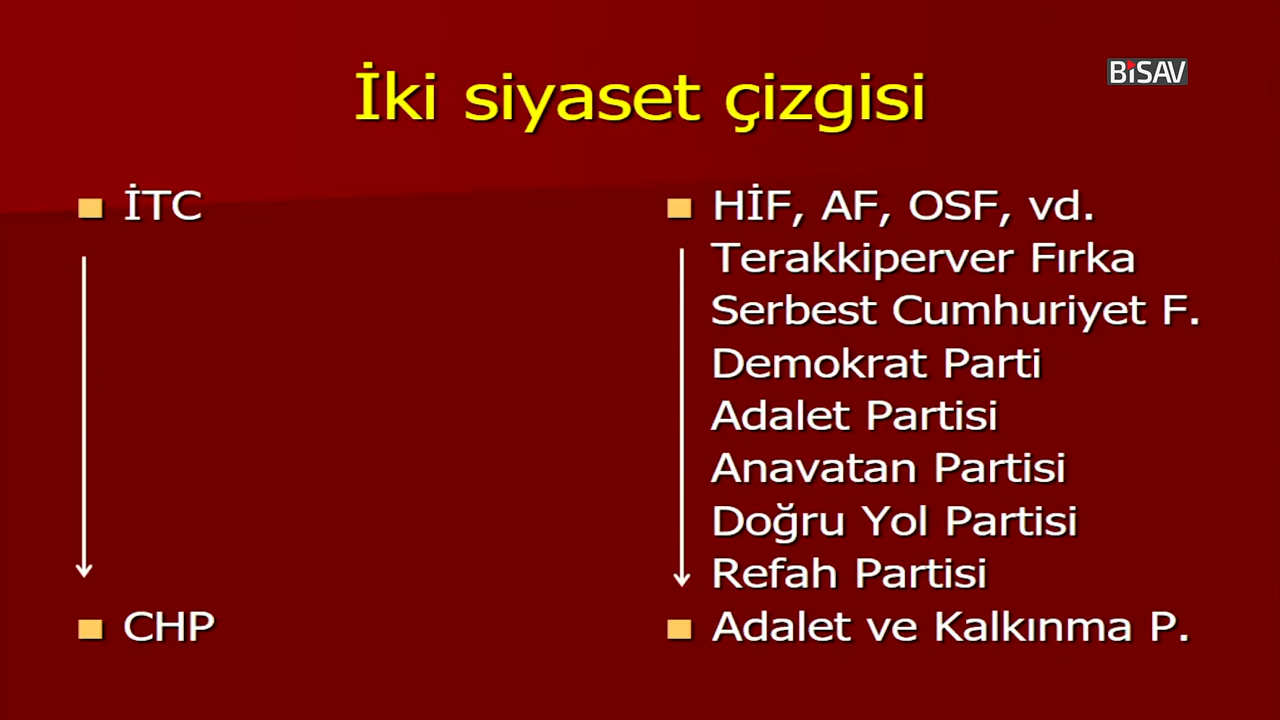 BİSAV
İki siyaset çizgisi
İTC
CHP
HİF, AF, OSF, vd.
Terakkiperver Fırka
Serbest Cumhuriyet F.
Demokrat Parti
Adalet Partisi
Anavatan Partisi
Doğru Yol Partisi
Refah Partisi
Adalet ve Kalkınma P.